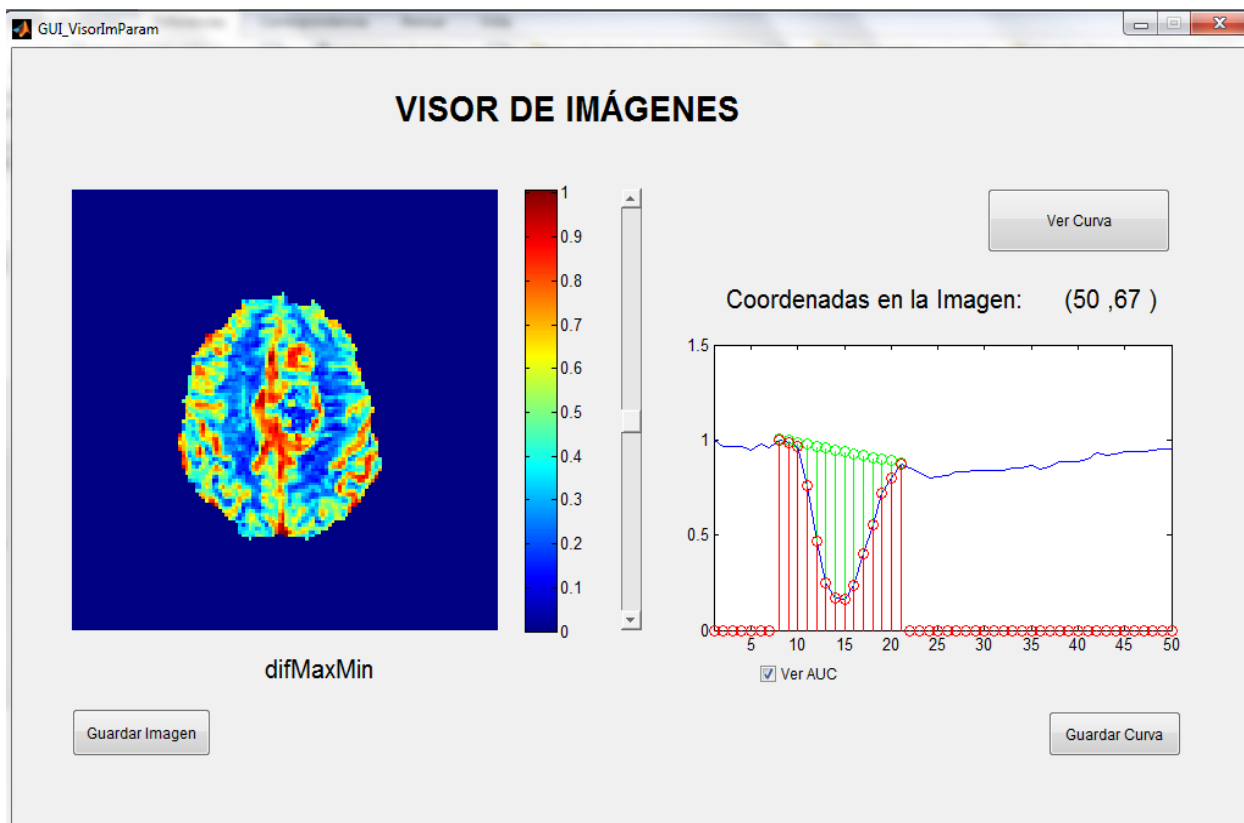 GUI_VisorImParam
VISOR DE IMÁGENES
1
0.9
0.8
0.7
0.6
0.5
0.4
0.3
0.2
0.1
0
difMaxMin
Guardar Imagen
Ver Curva
Coordenadas en la Imagen: (50 ,67 )
1.5
1
0.5
0
5 10 15 20 25 30 35 40 45 50
Ver AUC
Guardar Curva